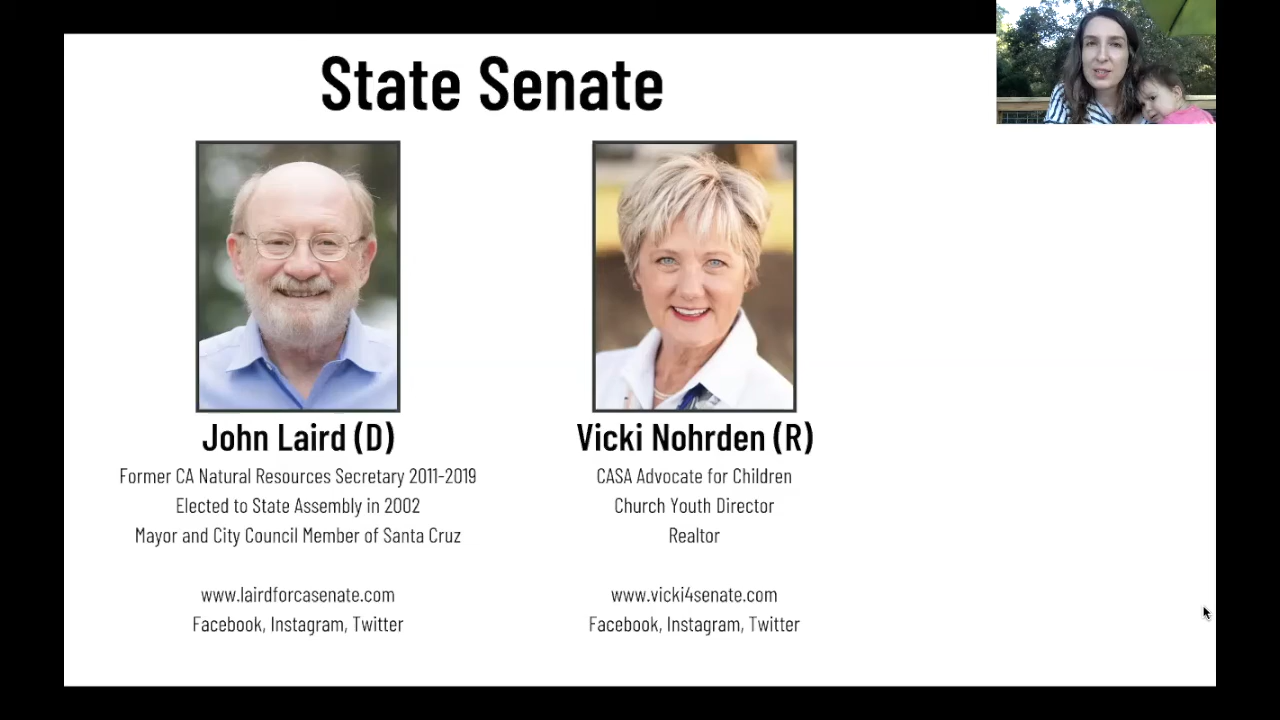 State Senate
John Laird (D)
Former CA Natural Resources Secretary 2011-2019
Elected to State Assembly in 2002
Mayor and City Council Member of Santa Cruz
www.lairdforcasenate.com
Facebook, Instagram, Twitter
Vicki Nohrden (R)
CASA Advocate for Children
Church Youth Director
Realtor
www.vicki4senate.com
Facebook, Instagram, Twitter